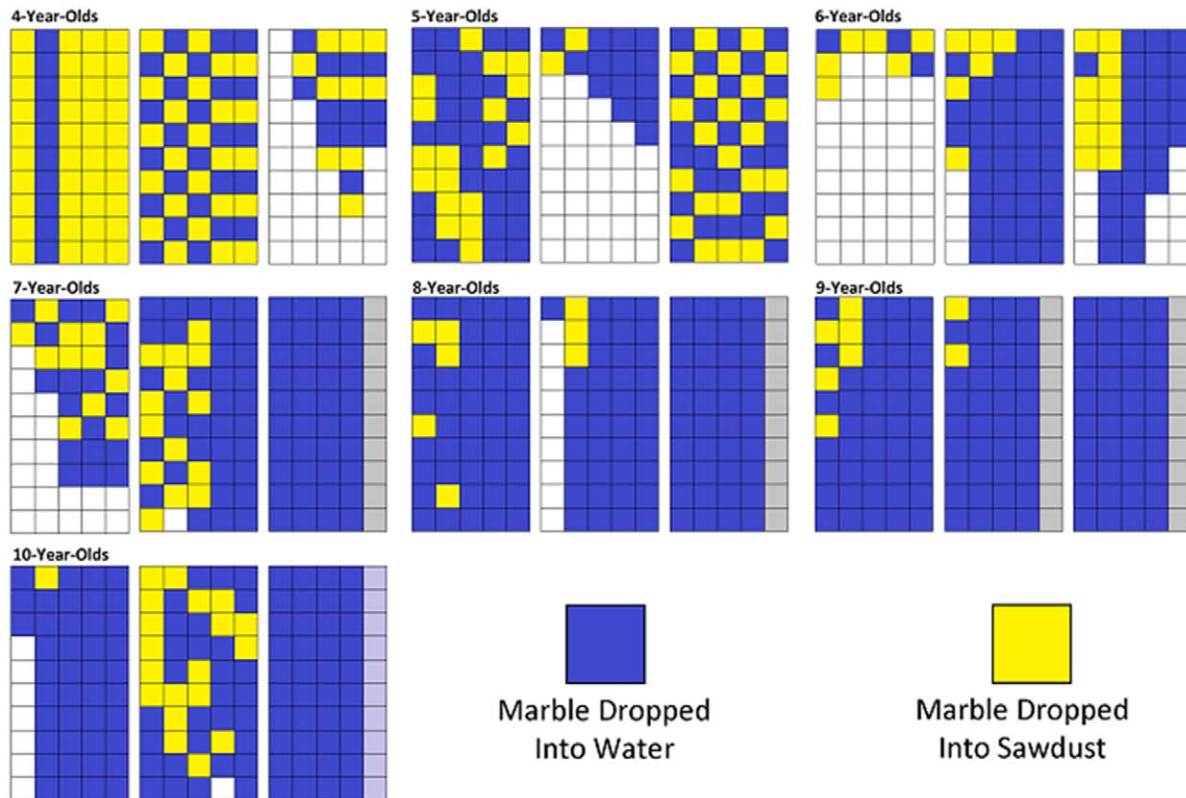 4-Year-Olds
5-Year-Olds
6-Year-Olds
7-Year-Olds
8-Year-Olds
9-Year-Olds
10-Year-Olds
Marble Dropped
Into Water
Marble Dropped
Into Sawdust